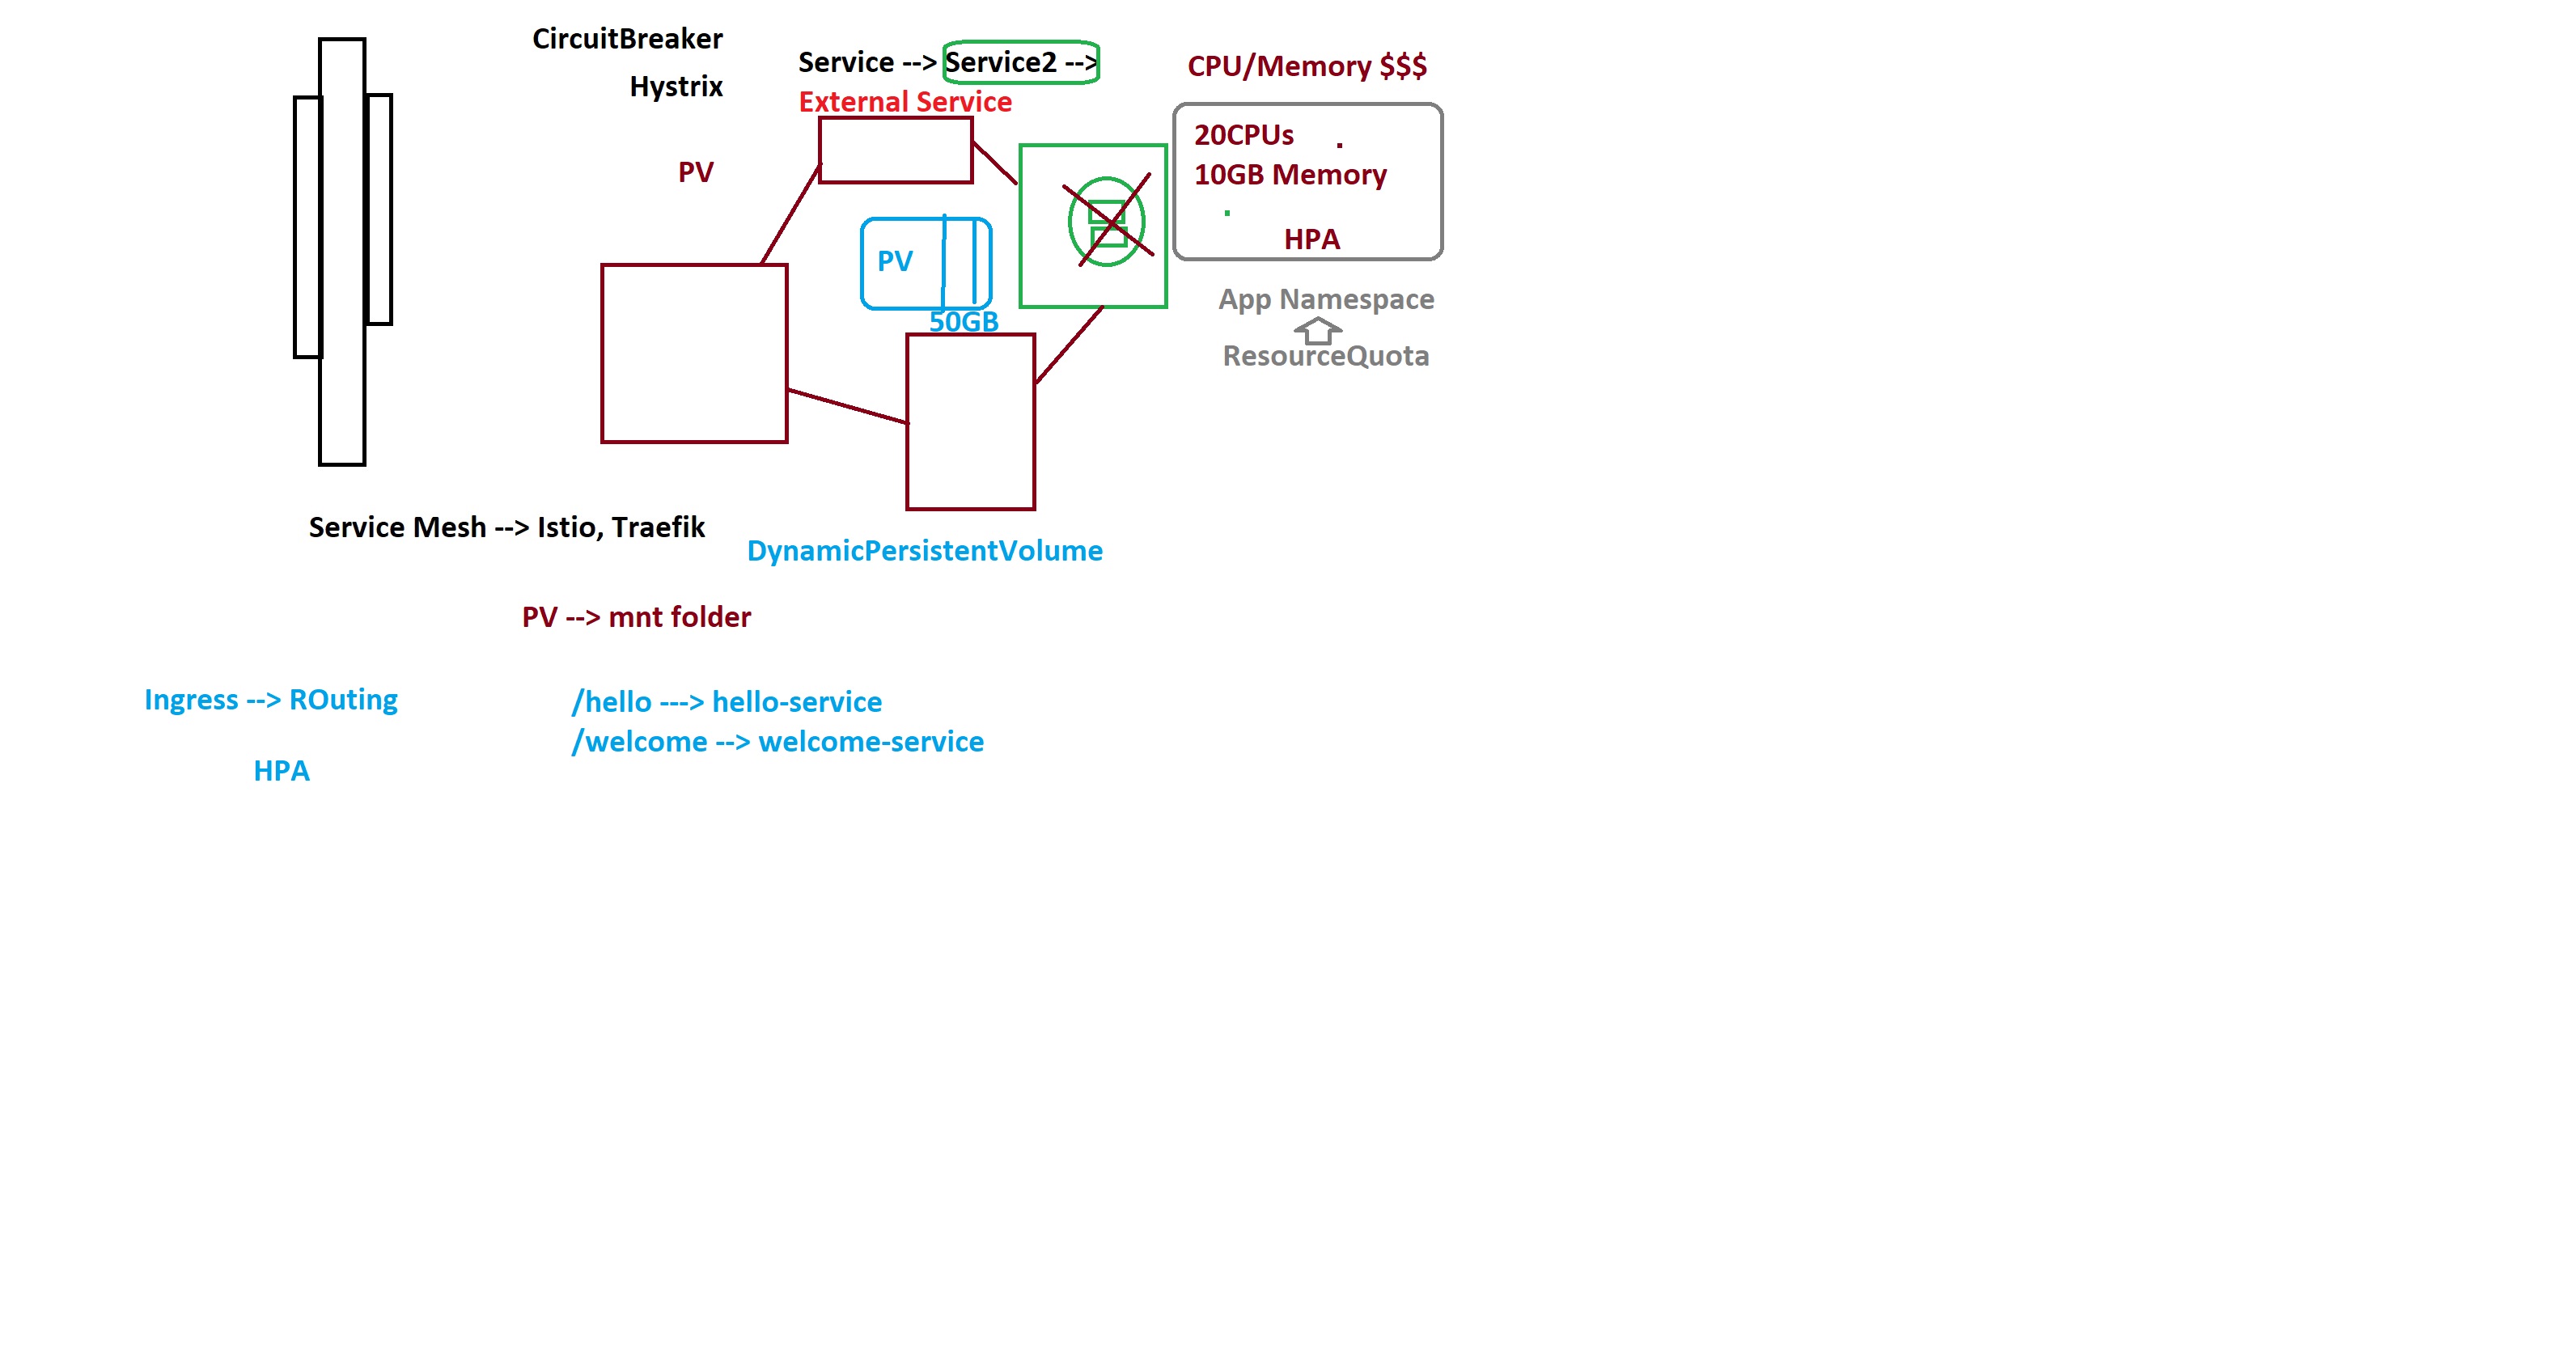 CircuitBreaker
Hystrix
Service --> Service2 -->
External Service
CPU/Memory $$$
20CPUs
10GB Memory
HPA
PV
PV
50GB
App Namespace
ResourceQuota
Service Mesh --> Istio, Traefik
DynamicPersistentVolume
PV --> mnt folder
Ingress --> ROuting
/hello ---> hello-service
/welcome --> welcome-service
HPA